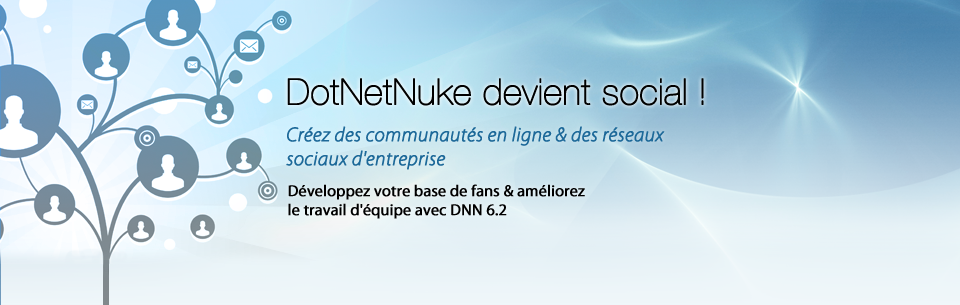 DotNetNuke devient social !
Créez des communautés en ligne & des réseaux
sociaux d'entreprise
Développez votre base de fans & améliorez
le travail d'équipe avec DNN 6.2